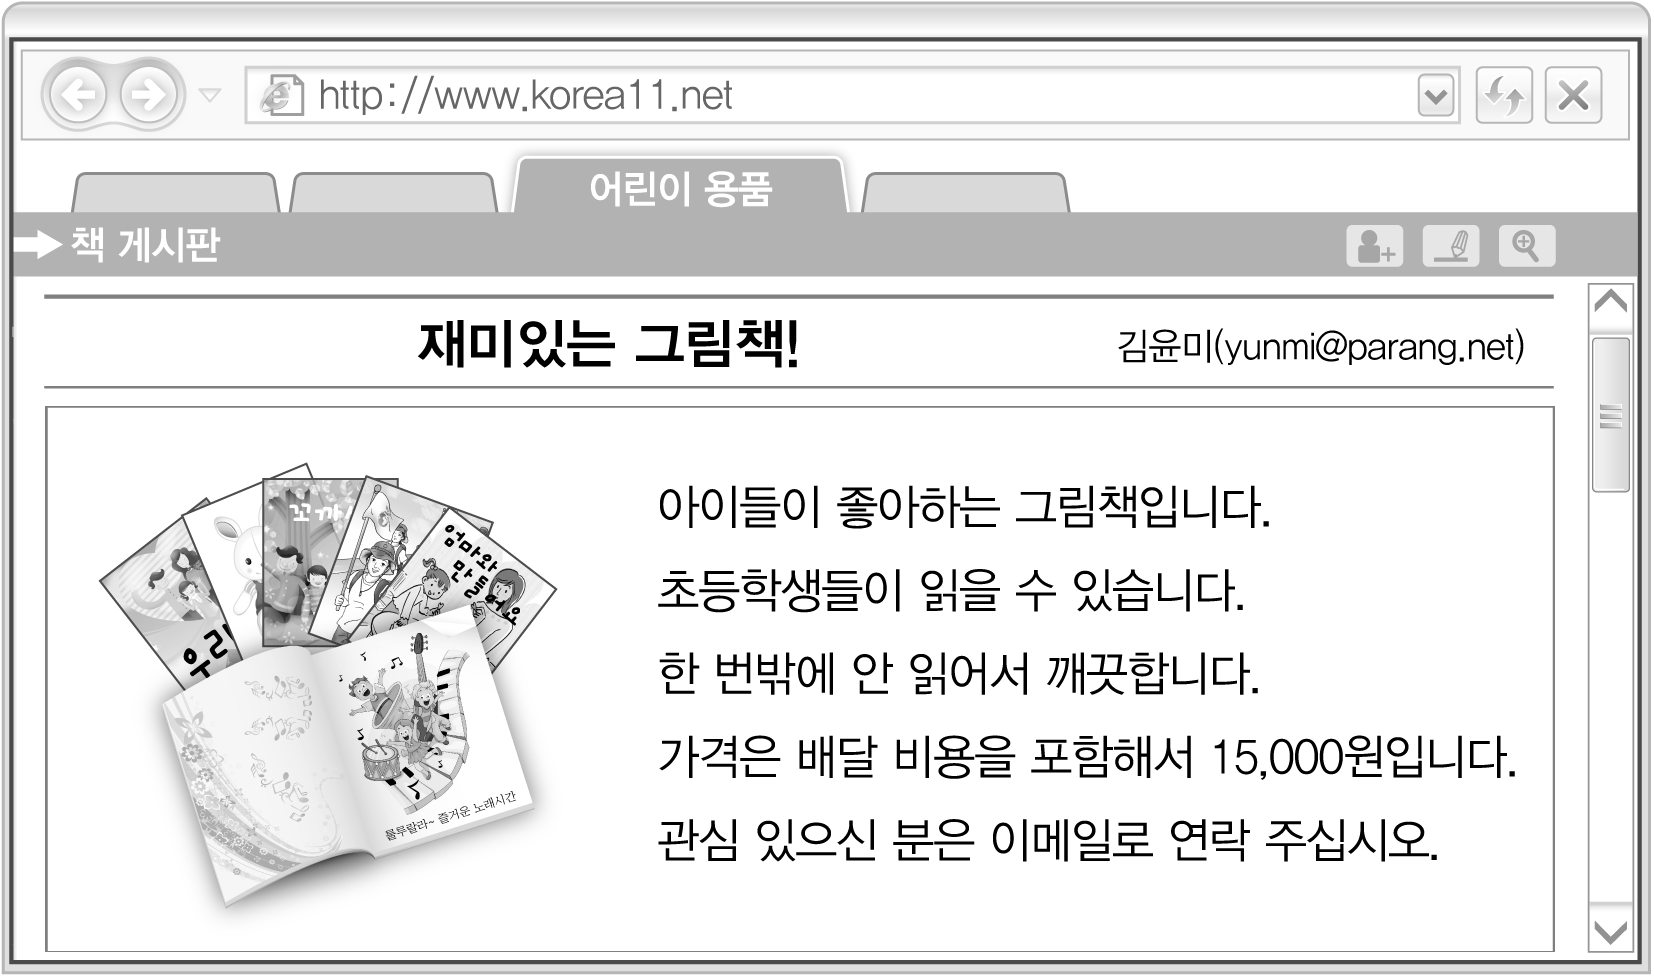 http://www.korea11.net
어린이 용품
책 게시판
재미있는 그림책!
김윤미(yunmi@parang.net)
꼬까
엄마와
만들어요
우리
룰루랄라~ 즐거운 노래시간
아이들이 좋아하는 그림책입니다.
초등학생들이 읽을 수 있습니다.
한 번밖에 안 읽어서 깨끗합니다.
가격은 배달 비용을 포함해서 15,000원입니다.
관심 있으신 분은 이메일로 연락 주십시오.